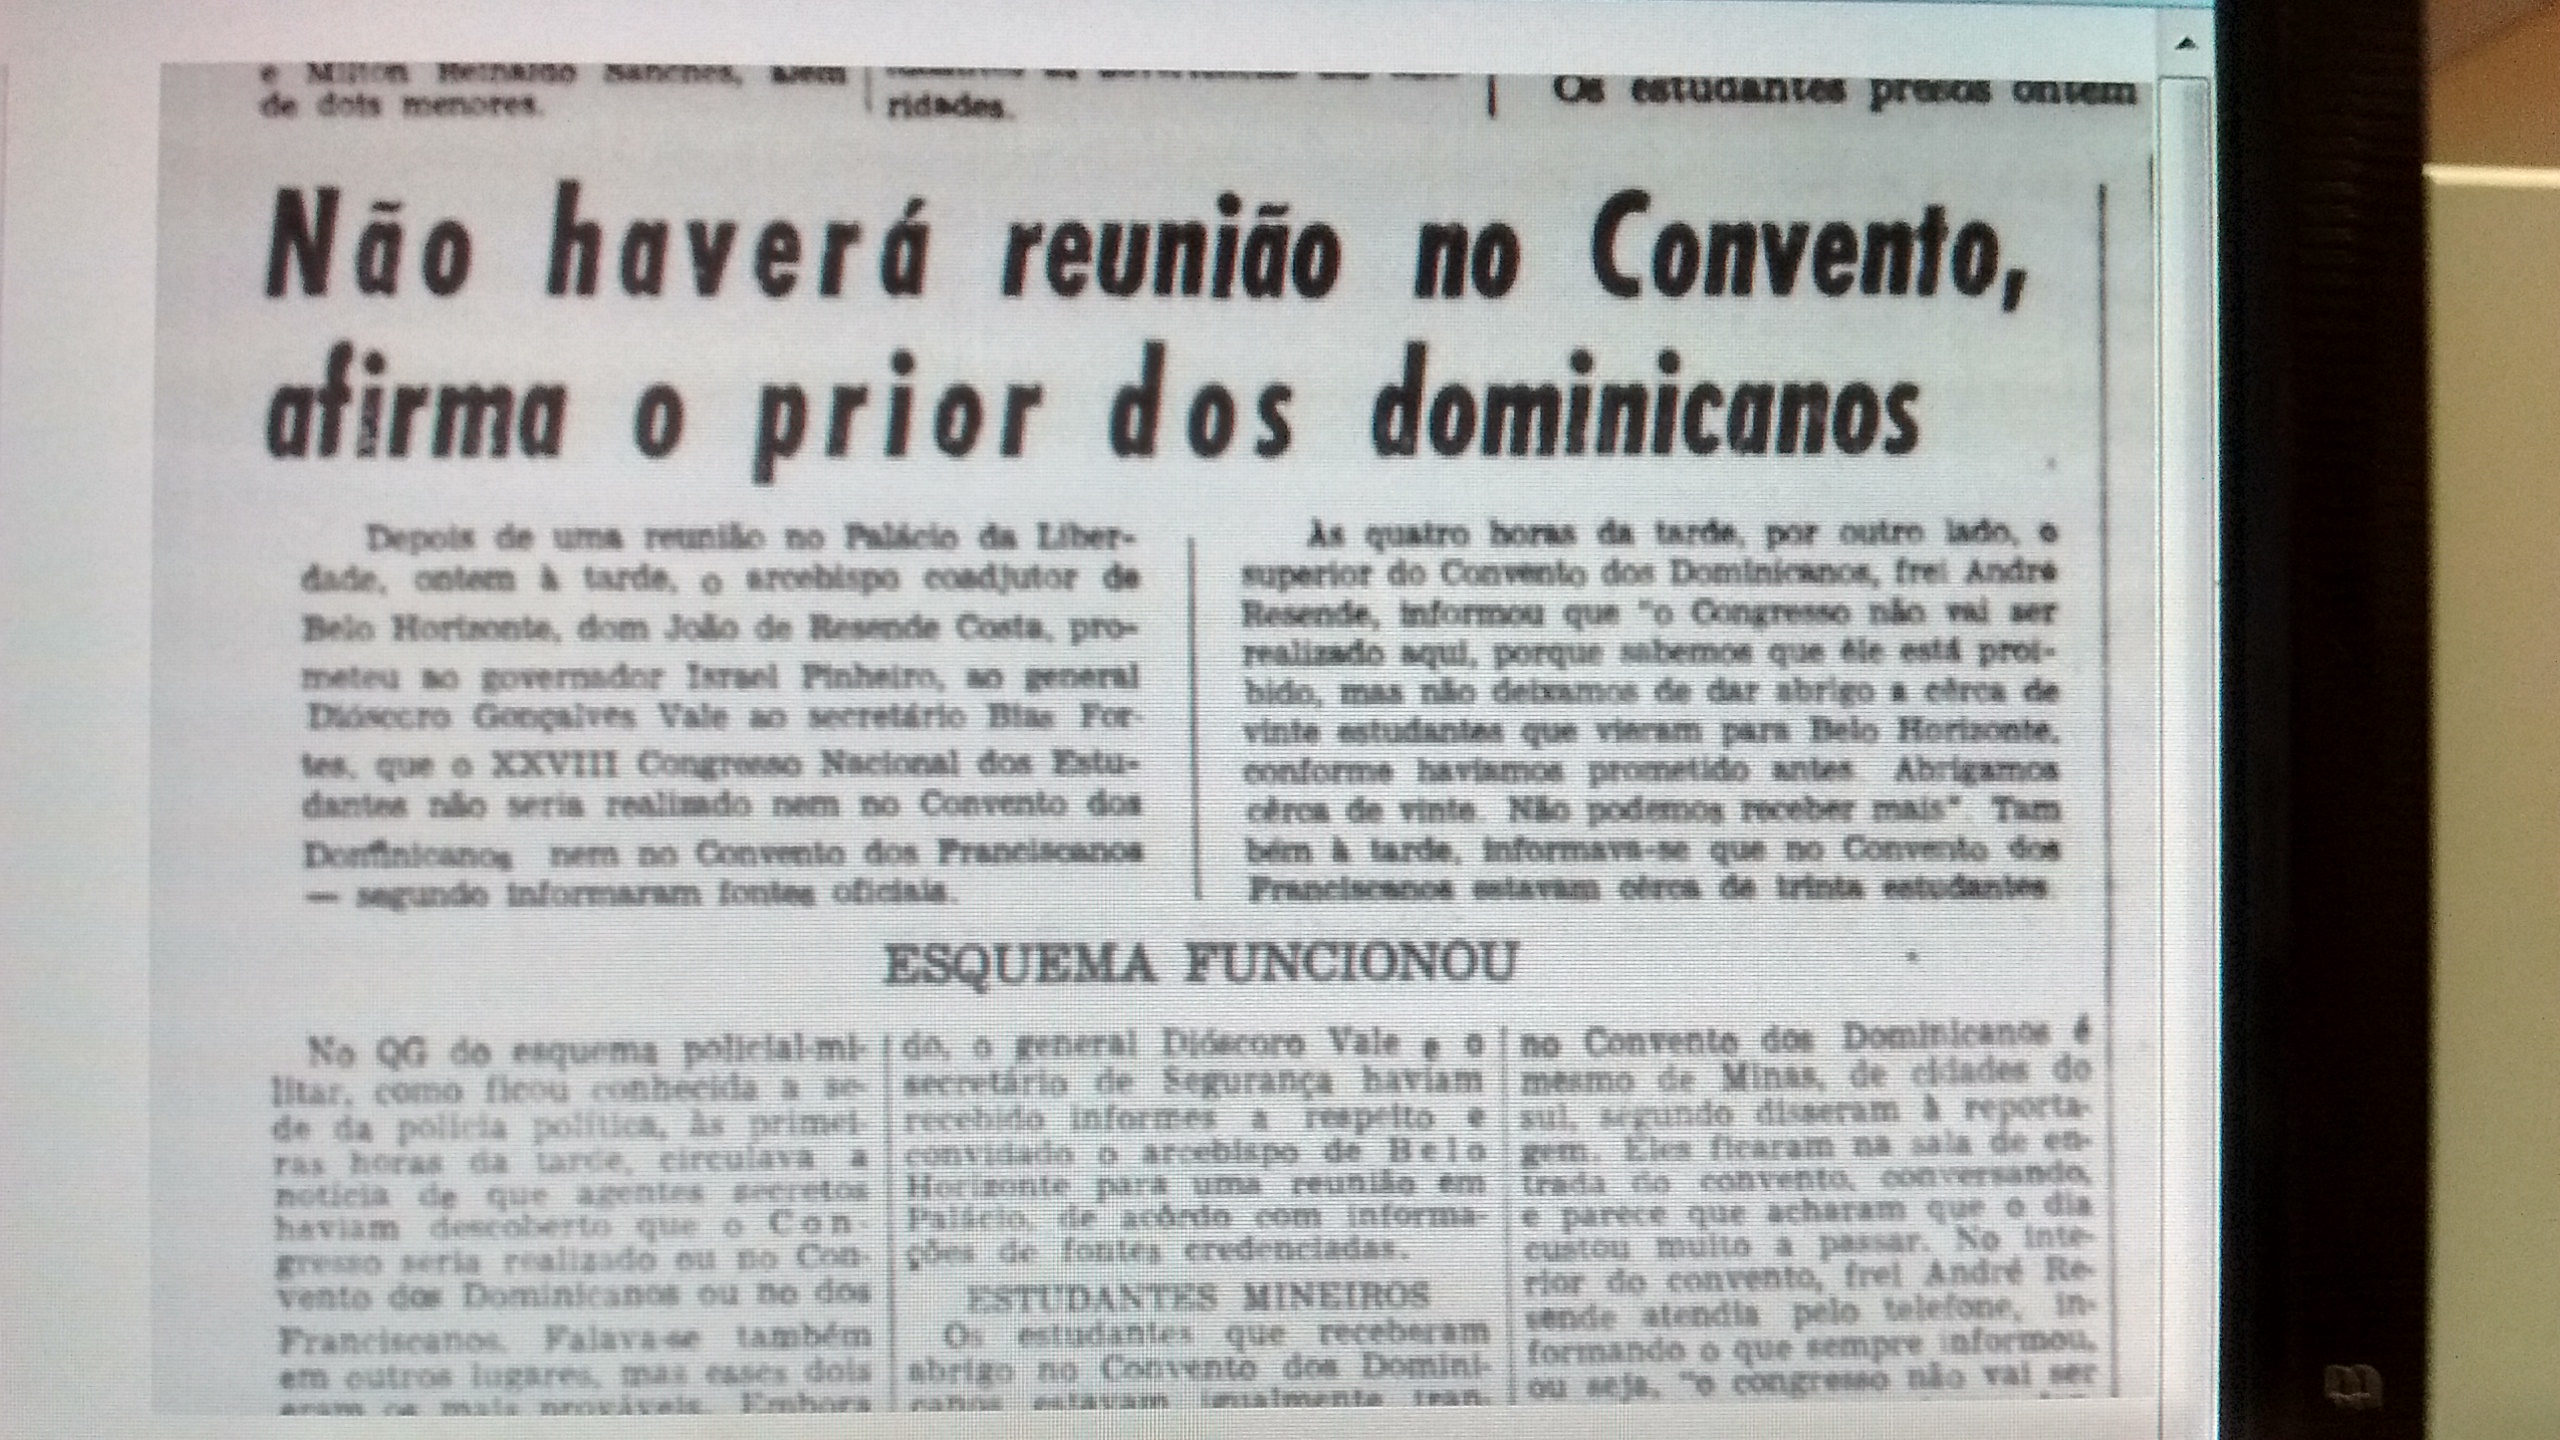 e Milton Reinaldo Sanches, além
de dois menores.
ridades.
Os estudantes presos ontem
Não haverá reunião no Convento,
afirma o prior dos dominicanos
Depois de uma reunião no Palácio da Liber-
dade, ontem à tarde, o arcebispo coadjutor de
Belo Horizonte, dom João de Resende Costa, pro-
meteu ao governador Israel Pinheiro, ao general
Dióscoro Gonçalves Vale ao secretário Bias For-
tes, que o XXVIII Congresso Nacional dos Estu-
dantes não seria realizado nem no Convento dos
Dominicanos nem no Convento dos Franciscanos
— segundo informaram fontes oficiais.
Às quatro horas da tarde, por outro lado, o
superior do Convento dos Dominicanos, frei André
Resende, informou que "o Congresso não vai ser
realizado aqui, porque sabemos que êle está proi-
bido, mas não deixamos de dar abrigo a cêrca de
vinte estudantes que vieram para Belo Horizonte,
conforme havíamos prometido antes. Abrigamos
cêrca de vinte. Não podemos receber mais". Tam
bém à tarde, informava-se que no Convento dos
Franciscanos estavam cêrca de trinta estudantes
ESQUEMA FUNCIONOU
No QG do esquema policial-mi-
litar, como ficou conhecida a se-
de da polícia política, às primei-
ras horas da tarde, circulava a
notícia de que agentes secretos
haviam descoberto que o Con-
gresso seria realizado ou no Con-
vento dos Dominicanos ou no dos
Franciscanos. Falava-se também
em outros lugares, mas esses dois
eram os mais prováveis. Embora
do, o general Dióscoro Vale e o
secretário de Segurança haviam
recebido informes a respeito e
convidado o arcebispo de Belo
Horizonte para uma reunião em
Palácio, de acôrdo com informa-
ções de fontes credenciadas.
ESTUDANTES MINEIROS
Os estudantes que receberam
abrigo no Convento dos Domini-
canos estavam igualmente tran-
no Convento dos Dominicanos é
mesmo de Minas, de cidades do
sul, segundo disseram à reporta-
gem. Eles ficaram na sala de en-
trada do convento, conversando,
e parece que acharam que o dia
custou muito a passar. No inte-
rior do convento, frei André Re-
sende atendia pelo telefone, in-
formando o que sempre informou,
ou seja, "o congresso não vai ser